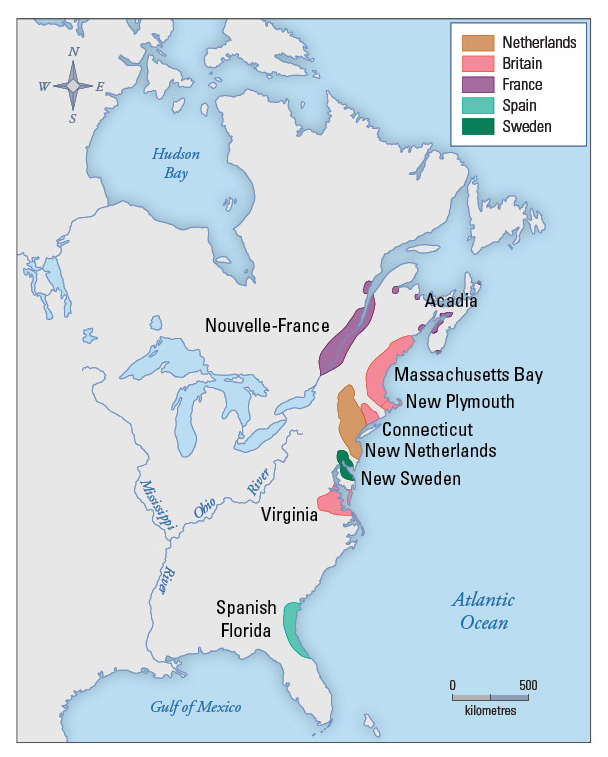 Netherlands
Britain
France
Spain
Sweden
N
W
E
S
Hudson
Bay
Acadia
Nouvelle-France
Massachusetts Bay
New Plymouth
Connecticut
New Netherlands
New Sweden
Mississippi
River
Ohio
River
Virginia
Spanish
Florida
Atlantic
Ocean
0
500
kilometres
Gulf of Mexico